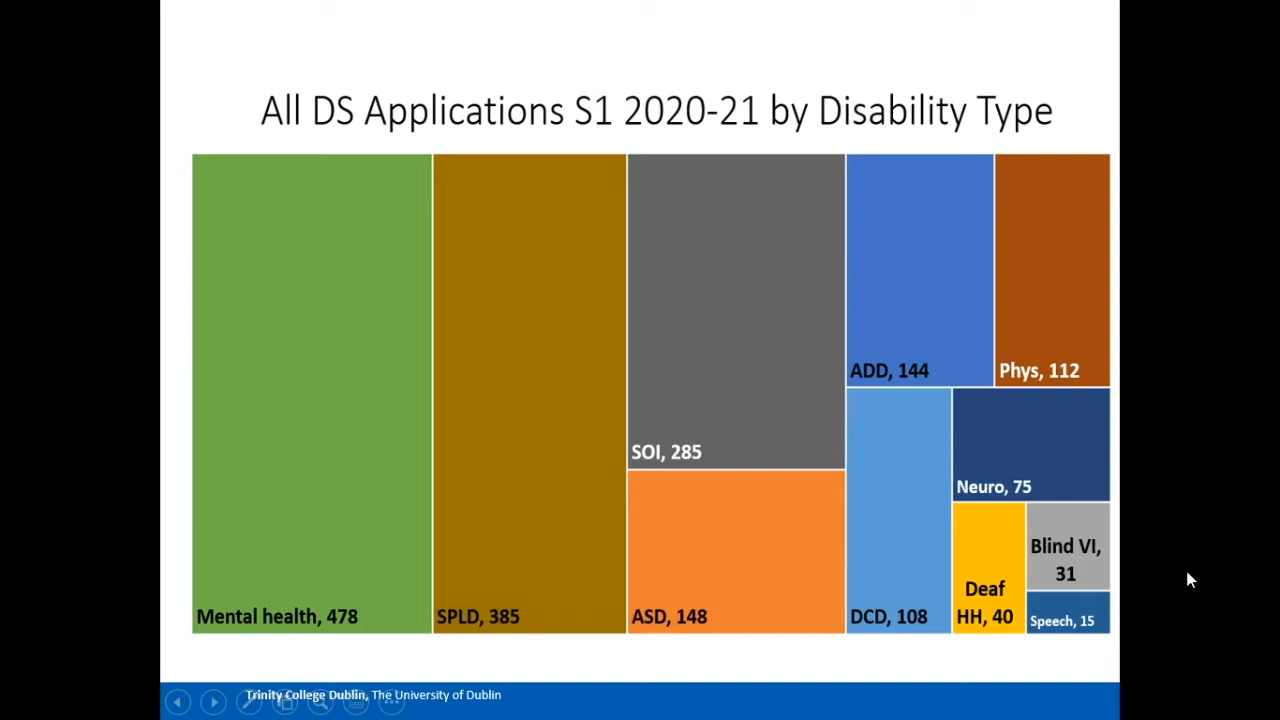 All DS Applications S1 2020-21 by Disability Type
Mental health, 478
SPLD, 385
SOI, 285
ASD, 148
ADD, 144
Phys, 112
DCD, 108
Neuro, 75
Deaf
HH, 40
Blind VI,
31
Speech, 15
Trinity College Dublin, The University of Dublin